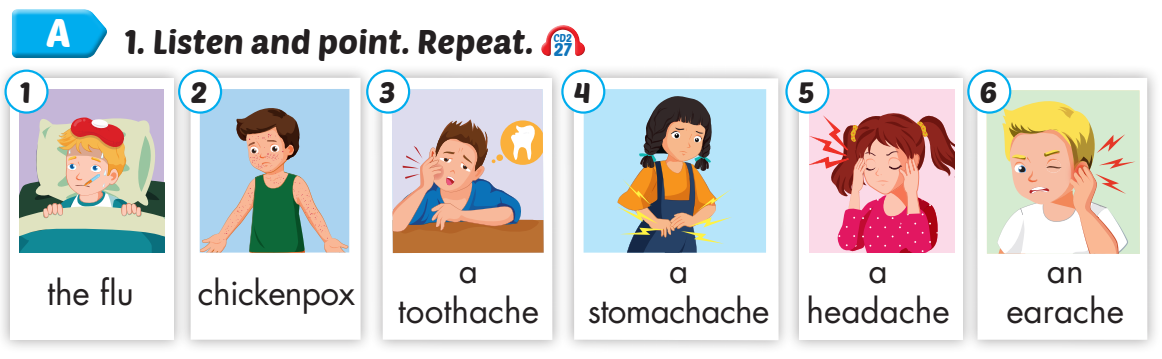 A
1. Listen and point. Repeat.
CD2
27
1
2
3
4
5
6
the flu
chickenpox
a
toothache
a
stomachache
a
headache
an
earache